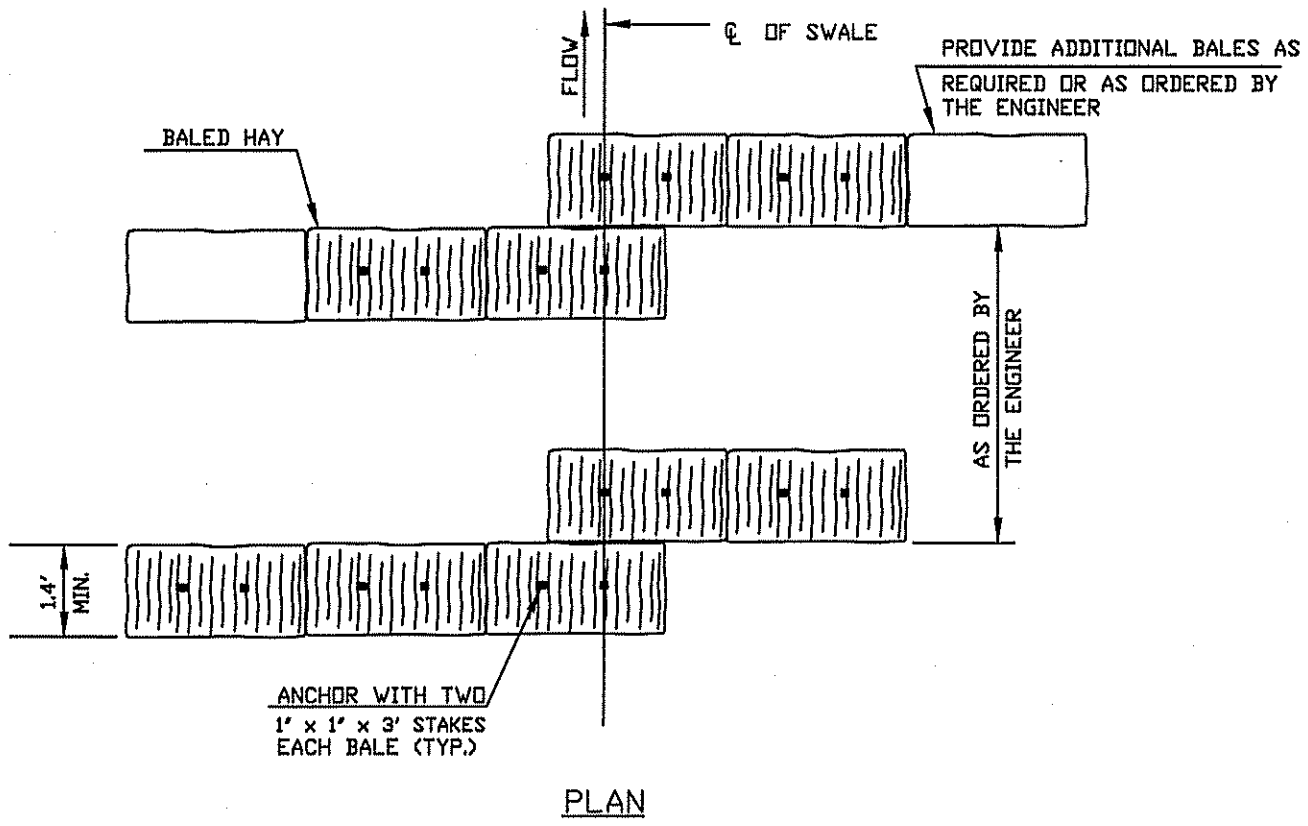 ℄ OF SWALE
FLOW
PROVIDE ADDITIONAL BALES AS
REQUIRED OR AS ORDERED BY
THE ENGINEER
BALED HAY
AS ORDERED BY
THE ENGINEER
1.4'
MIN.
ANCHOR WITH TWO
1" x 1" x 3' STAKES
EACH BALE (TYP.)
PLAN